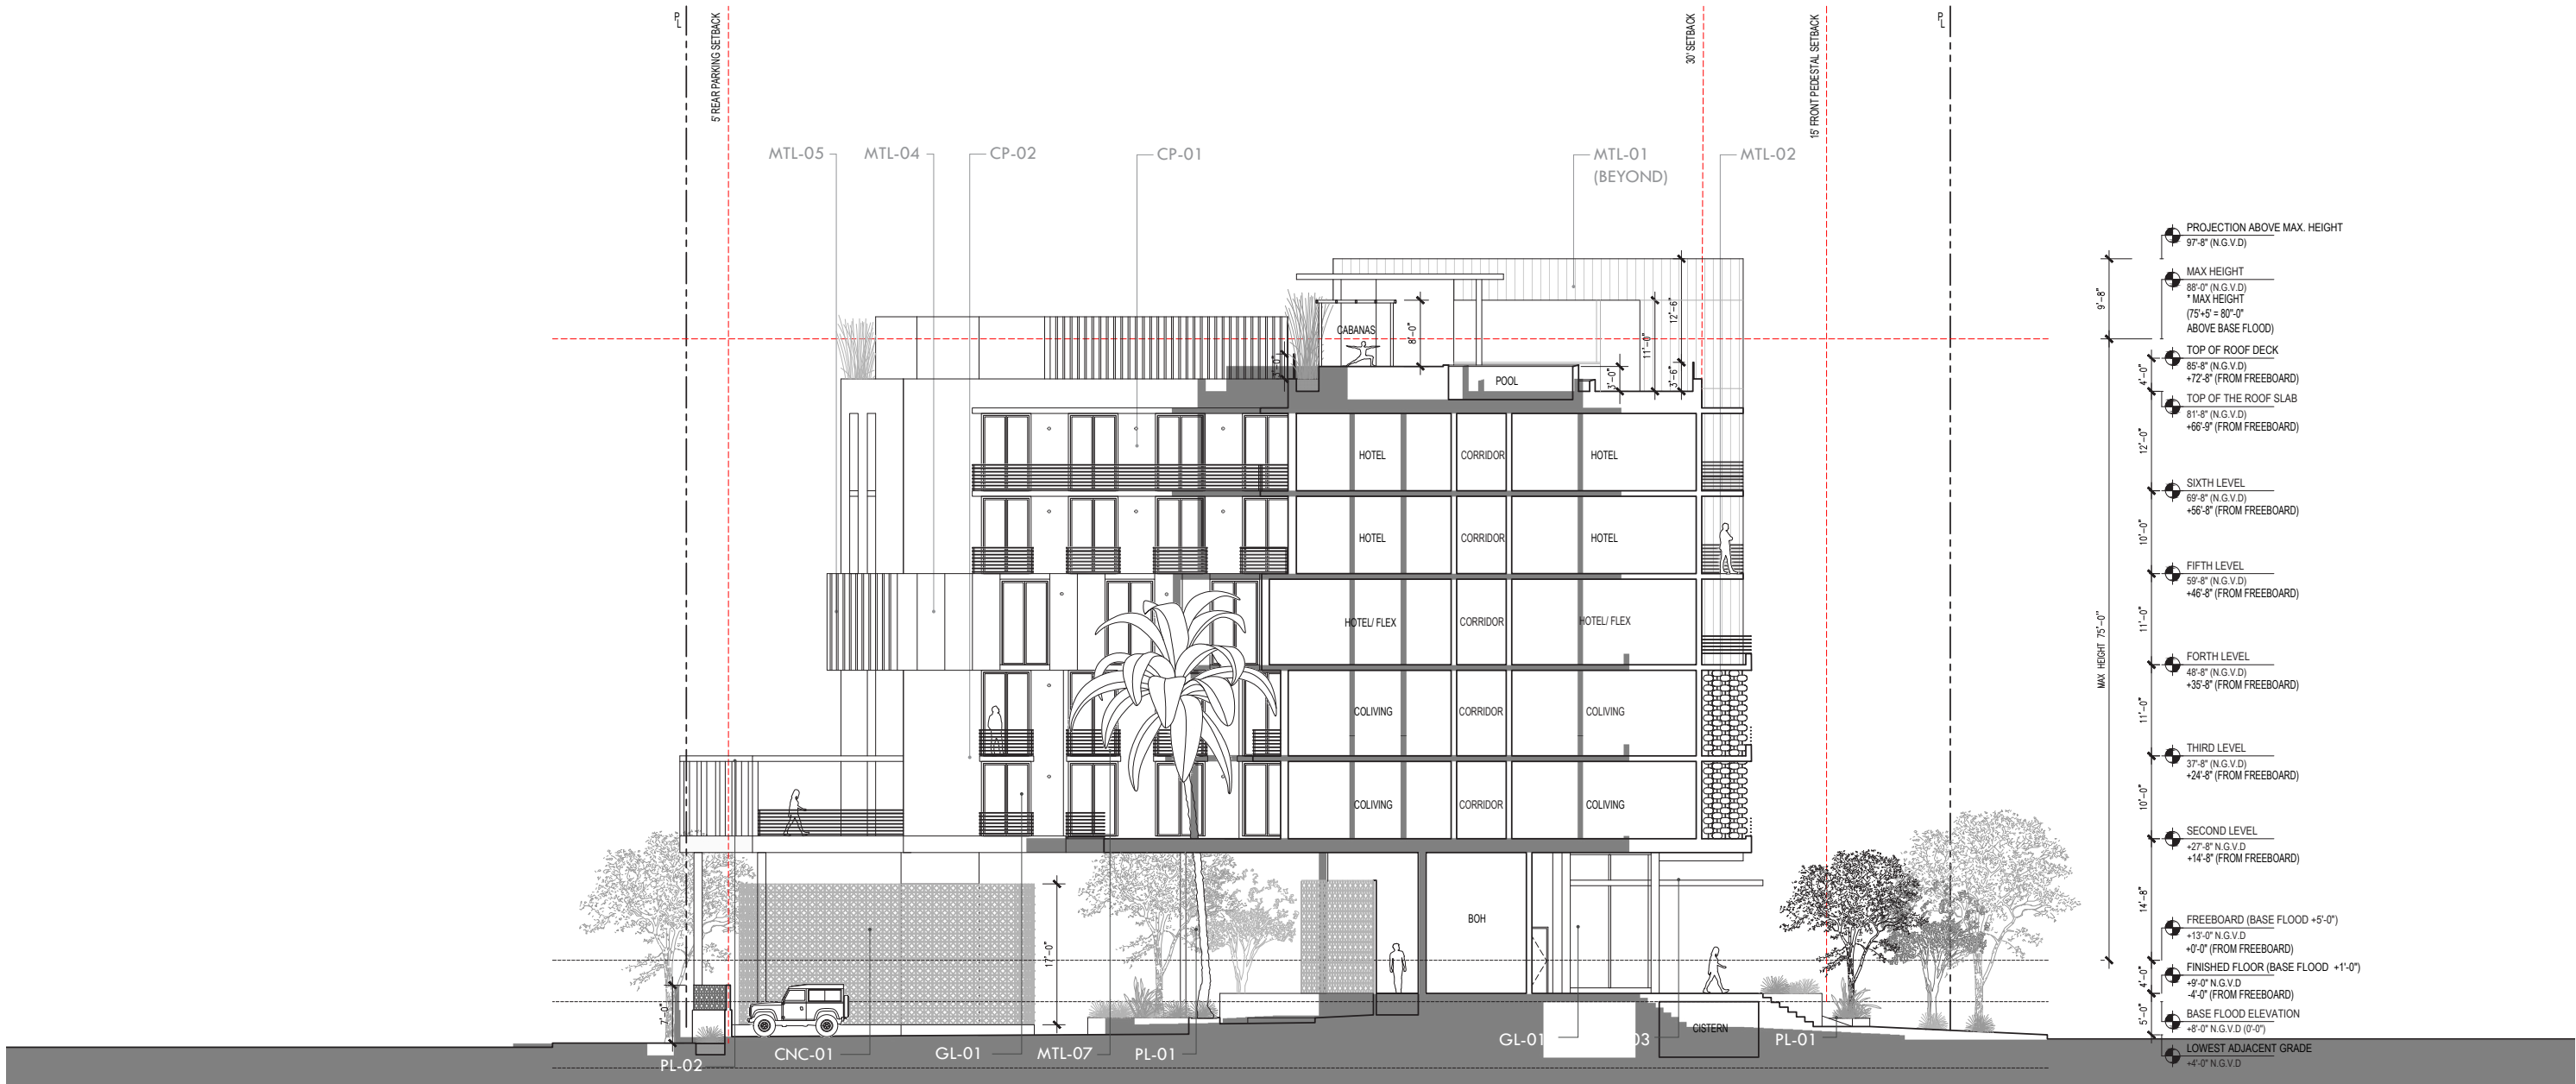 PL
5' REAR PARKING SETBACK
30' SETBACK
15' FRONT PEDESTAL SETBACK
PL
MTL-05
MTL-04
CP-02
CP-01
MTL-01
(BEYOND)
MTL-02
PROJECTION ABOVE MAX. HEIGHT
97'-8" (N.G.V.D)
MAX HEIGHT
88'-0" (N.G.V.D)
* MAX HEIGHT
(75'+5' = 80"-0"
ABOVE BASE FLOOD)
TOP OF ROOF DECK
85'-8" (N.G.V.D)
+72'-8" (FROM FREEBOARD)
TOP OF THE ROOF SLAB
81'-8" (N.G.V.D)
+66'-9" (FROM FREEBOARD)
SIXTH LEVEL
69'-8" (N.G.V.D)
+56'-8" (FROM FREEBOARD)
FIFTH LEVEL
59'-8" (N.G.V.D)
+46'-8" (FROM FREEBOARD)
FORTH LEVEL
48'-8" (N.G.V.D)
+35'-8" (FROM FREEBOARD)
THIRD LEVEL
37'-8" (N.G.V.D)
+24'-8" (FROM FREEBOARD)
SECOND LEVEL
+27'-8" N.G.V.D
+14'-8" (FROM FREEBOARD)
FREEBOARD (BASE FLOOD +5'-0")
+13'-0" N.G.V.D
+0'-0" (FROM FREEBOARD)
FINISHED FLOOR (BASE FLOOD +1'-0")
+9'-0" N.G.V.D
-4'-0" (FROM FREEBOARD)
BASE FLOOD ELEVATION
+8'-0" N.G.V.D (0'-0")
LOWEST ADJACENT GRADE
+4'-0" N.G.V.D
9'-8"
MAX HEIGHT 75'-0"
4'-0"
12'-0"
10'-0"
11'-0"
11'-0"
10'-0"
14'-8"
4'-0"
5'-0"
CABANAS
8'-0"
11'-0"
12'-6"
3'-6"
3'-0"
3'-0"
POOL
HOTEL
CORRIDOR
HOTEL
HOTEL
CORRIDOR
HOTEL
HOTEL/ FLEX
CORRIDOR
HOTEL/ FLEX
COLIVING
CORRIDOR
COLIVING
COLIVING
CORRIDOR
COLIVING
BOH
17'-0"
7'-0"
CISTERN
PL-02
CNC-01
GL-01
MTL-07
PL-01
GL-01
03
PL-01